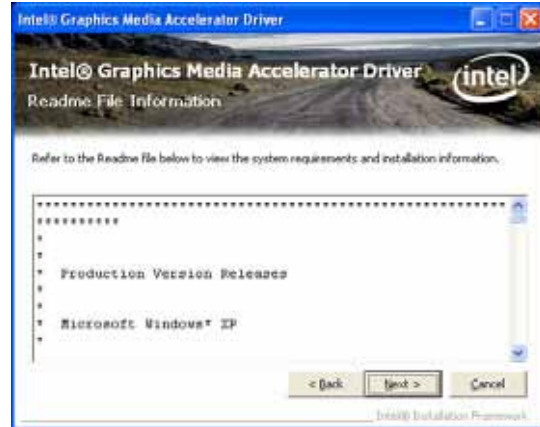 Intel® Graphics Media Accelerator Driver
Intel® Graphics Media Accelerator Driver
intel
Readme File Information
Refer to the Readme file below to view the system requirements and installation information.
********************************************************
**********
*
*
* Production Version Releases
*
*
* Microsoft Windows* XP
*
< Back
Next >
Cancel
Intel® Installation Framework